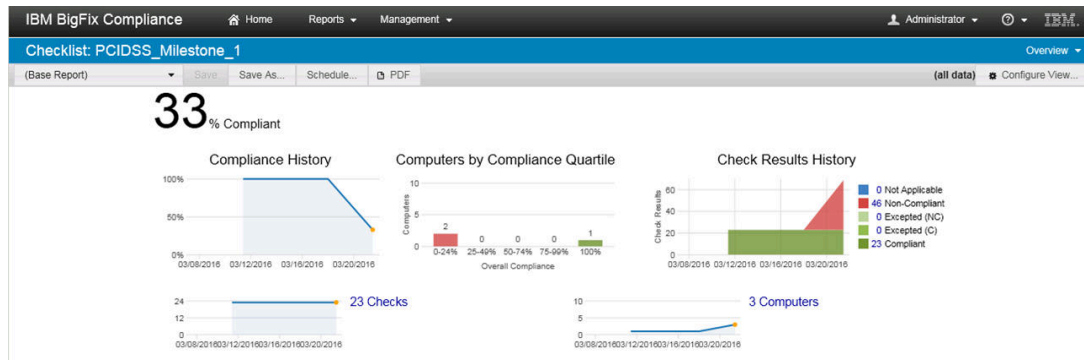 IBM BigFix Compliance Home Reports Management Administrator IBM
Checklist: PCIDSS_Milestone_1 Overview
(Base Report) Save Save As... Schedule... PDF (all data) Configure View...
33% Compliant
Compliance History
100%
50%
0%
03/08/2016 03/12/2016 03/16/2016 03/20/2016
Computers by Compliance Quartile
Computers
10
5
0
2 0 0 0 1
0-24% 25-49% 50-74% 75-99% 100%
Overall Compliance
Check Results History
Check Results
60
40
20
0
03/08/2016 03/12/2016 03/16/2016 03/20/2016
0 Not Applicable
46 Non-Compliant
0 Excepted (NC)
0 Excepted (C)
23 Compliant
24
12
0
03/08/2016 03/12/2016 03/16/2016 03/20/2016
23 Checks
10
5
0
03/08/2016 03/12/2016 03/16/2016 03/20/2016
3 Computers